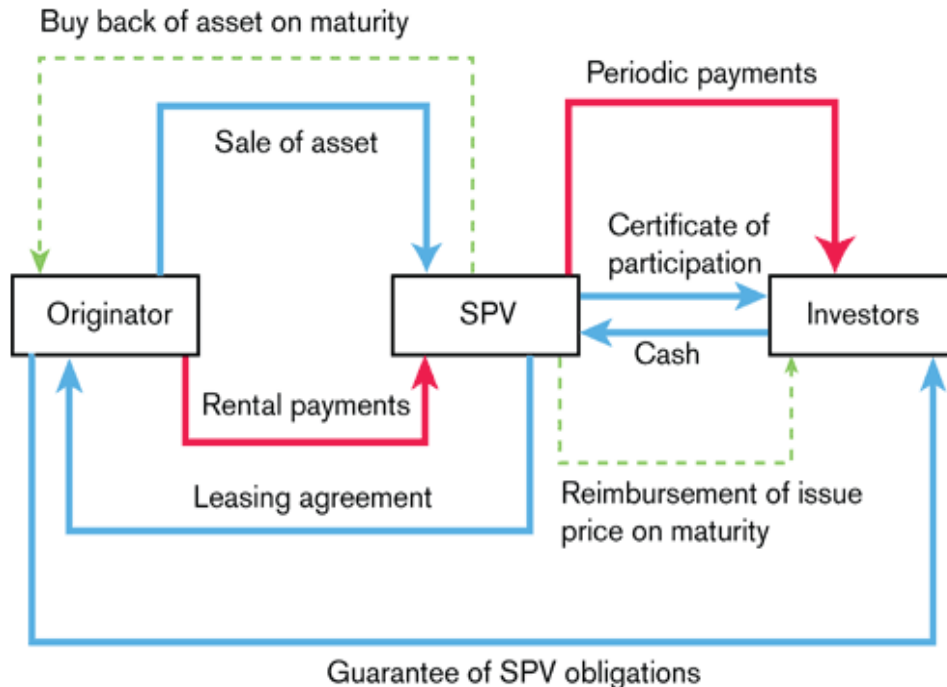 Buy back of asset on maturity
Periodic payments
Sale of asset
Certificate of
participation
Originator
SPV
Investors
Cash
Rental payments
Leasing agreement
Reimbursement of issue
price on maturity
Guarantee of SPV obligations